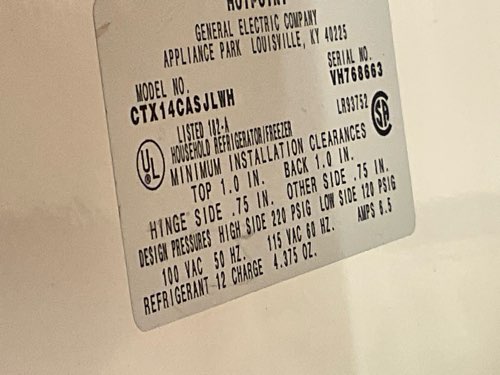 HOTPOINT
GENERAL ELECTRIC COMPANY
APPLIANCE PARK LOUISVILLE, KY 40225
MODEL NO. SERIAL NO.
CTX14CASJLWH VH768663
LISTED 182-A LR93752
UL HOUSEHOLD REFRIGERATOR/FREEZER SA
MINIMUM INSTALLATION CLEARANCES
TOP 1.0 IN. BACK 1.0 IN.
HINGE SIDE .75 IN. OTHER SIDE .75 IN.
DESIGN PRESSURES HIGH SIDE 220 PSIG LOW SIDE 120 PSIG
100 VAC 50 HZ. 115 VAC 60 HZ. AMPS 6.5
REFRIGERANT-12 CHARGE 4.375 OZ.